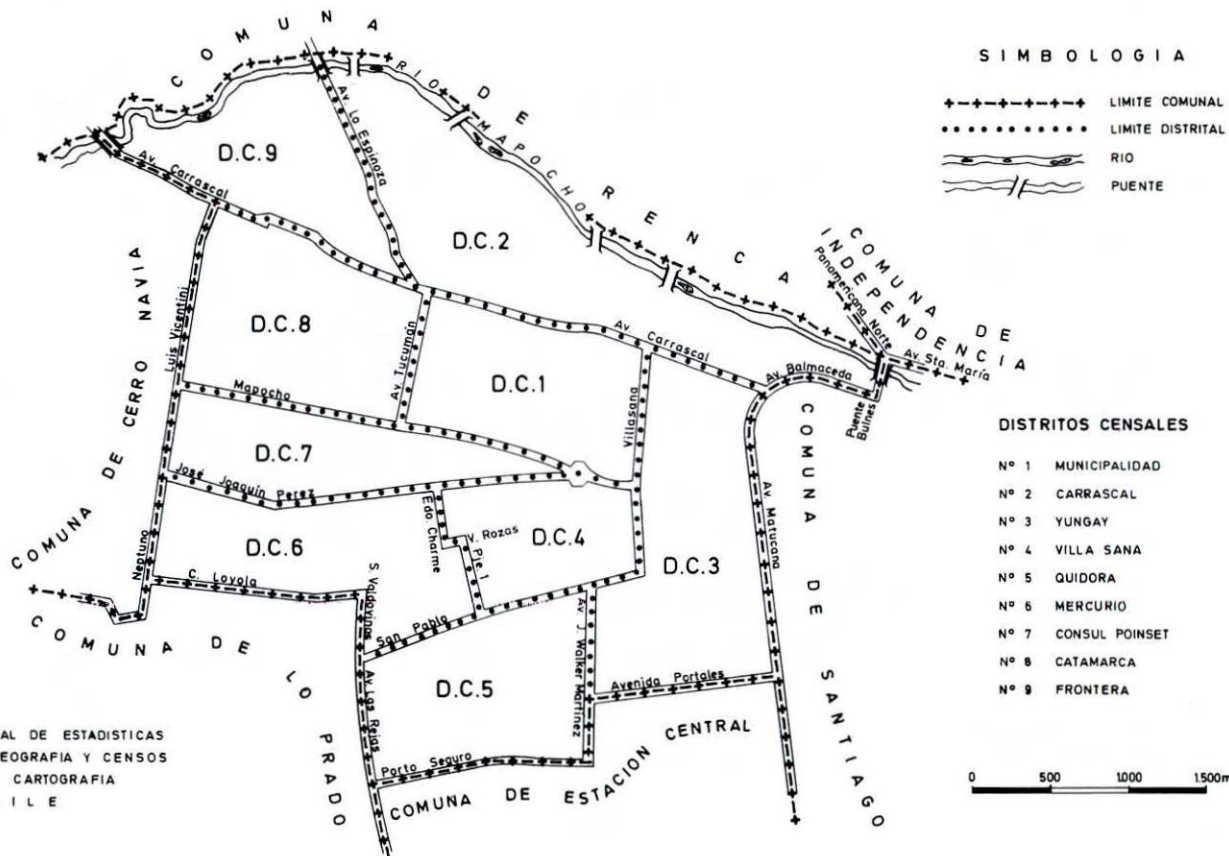 COMUNA DE RENCA
RIO MAPOCHO
SIMBOLOGIA
LIMITE COMUNAL
LIMITE DISTRITAL
RIO
PUENTE
D.C.9
Av. Lo Espinoza
Av. Carrascal
D.C.2
COMUNA DE INDEPENDENCIA
Panamericana Norte
Av. Sta. María
COMUNA DE CERRO NAVIA
Luis Vicentini
D.C.8
Av. Tucumán
D.C.1
Av. Carrascal
Villasana
Av. Balmaceda
Puente Bulnes
Mapocho
D.C.7
José Joaquín Perez
DISTRITOS CENSALES
Nº 1 MUNICIPALIDAD
Nº 2 CARRASCAL
Nº 3 YUNGAY
Nº 4 VILLA SANA
Nº 5 QUIDORA
Nº 6 MERCURIO
Nº 7 CONSUL POINSET
Nº 8 CATAMARCA
Nº 9 FRONTERA
Neptuno
D.C.6
C. Loyola
Edo. Charme
V. Rozas
Pje. 1
D.C.4
D.C.3
Av. Matucana
COMUNA DE SANTIAGO
S. Valdovinos
San Pablo
Av. J. Walker Martínez
Avenida Portales
D.C.5
Av. Las Rejas
Porto Seguro
COMUNA DE LO PRADO
COMUNA DE ESTACION CENTRAL
AL DE ESTADISTICAS
EOGRAFIA Y CENSOS
CARTOGRAFIA
I L E
0 500 1000 1.500m